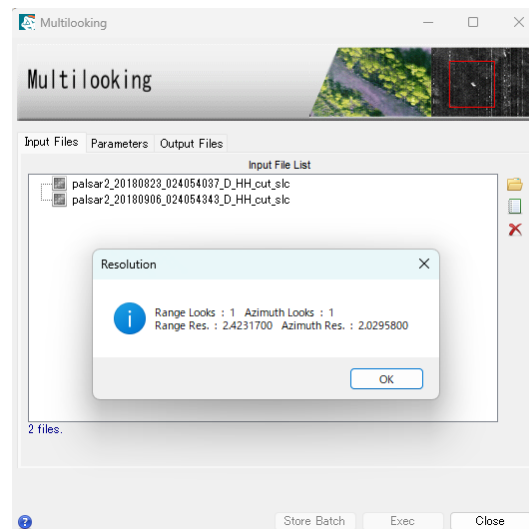 Multilooking
Multilooking
Input Files Parameters Output Files
Input File List
palsar2_20180823_024054037_D_HH_cut_slc
palsar2_20180906_024054343_D_HH_cut_slc
Resolution
Range Looks : 1 Azimuth Looks : 1
Range Res. : 2.4231700 Azimuth Res. : 2.0295800
OK
2 files.
Store Batch Exec Close